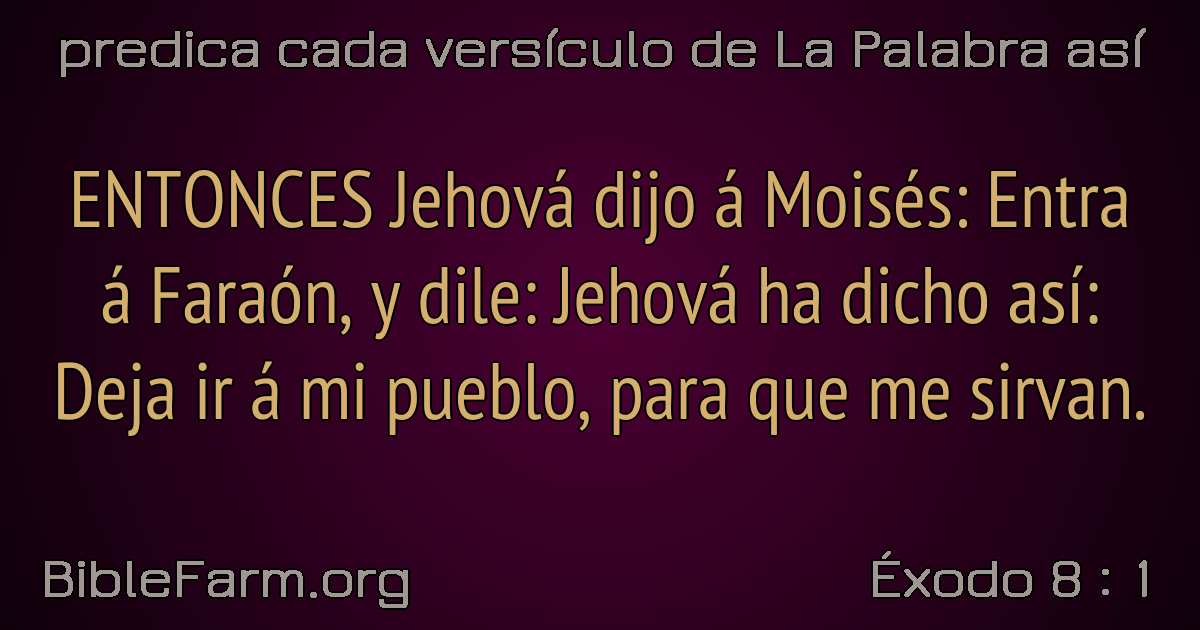 predica cada versículo de La Palabra así
ENTONCES Jehová dijo á Moisés: Entra
á Faraón, y dile: Jehová ha dicho así:
Deja ir á mi pueblo, para que me sirvan.
BibleFarm.org
Éxodo 8 : 1